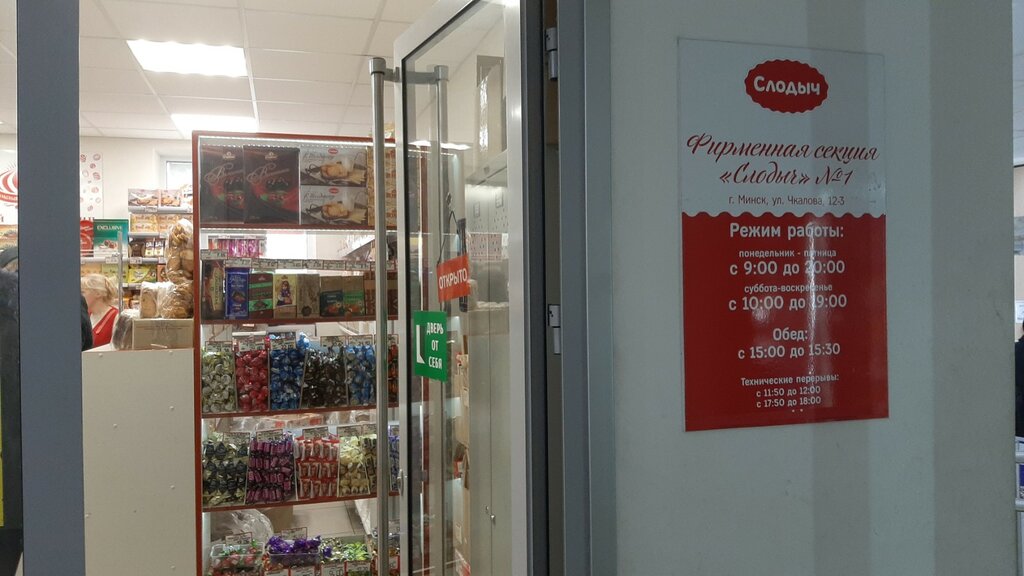 EXCLUSIVE
ОТКРЫТО
ДВЕРЬ
ОТ
СЕБЯ
Слодыч
Фирменная секция
«Слодыч» №1
г. Минск, ул. Чкалова, 12-3
Режим работы:
понедельник - пятница
с 9:00 до 20:00
суббота-воскресенье
с 10:00 до 19:00
Обед:
с 15:00 до 15:30
Технические перерывы:
с 11:50 до 12:00
с 17:50 до 18:00